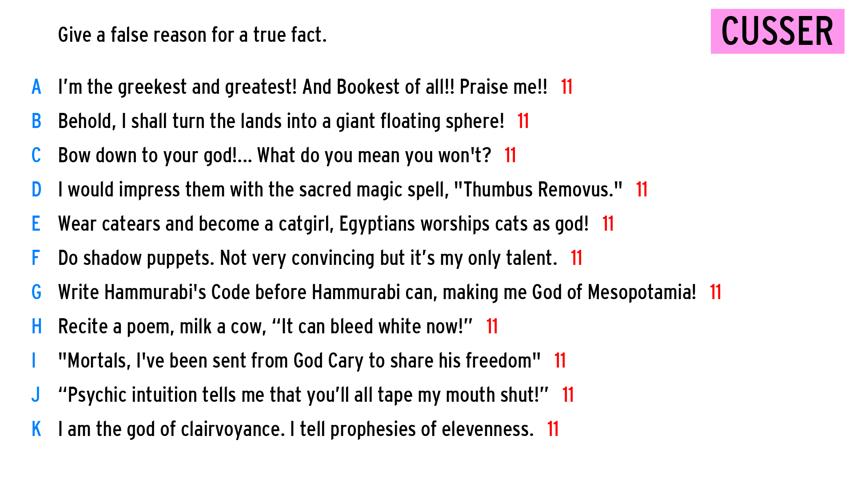 Give a false reason for a true fact.
CUSSER
A I'm the greekest and greatest! And Bookest of all!! Praise me!! 11
B Behold, I shall turn the lands into a giant floating sphere! 11
C Bow down to your god!... What do you mean you won't? 11
D I would impress them with the sacred magic spell, "Thumbus Removus." 11
E Wear catears and become a catgirl, Egyptians worships cats as god! 11
F Do shadow puppets. Not very convincing but it’s my only talent. 11
G Write Hammurabi's Code before Hammurabi can, making me God of Mesopotamia! 11
H Recite a poem, milk a cow, “It can bleed white now!” 11
I "Mortals, I've been sent from God Cary to share his freedom" 11
J “Psychic intuition tells me that you’ll all tape my mouth shut!” 11
K I am the god of clairvoyance. I tell prophesies of elevenness. 11